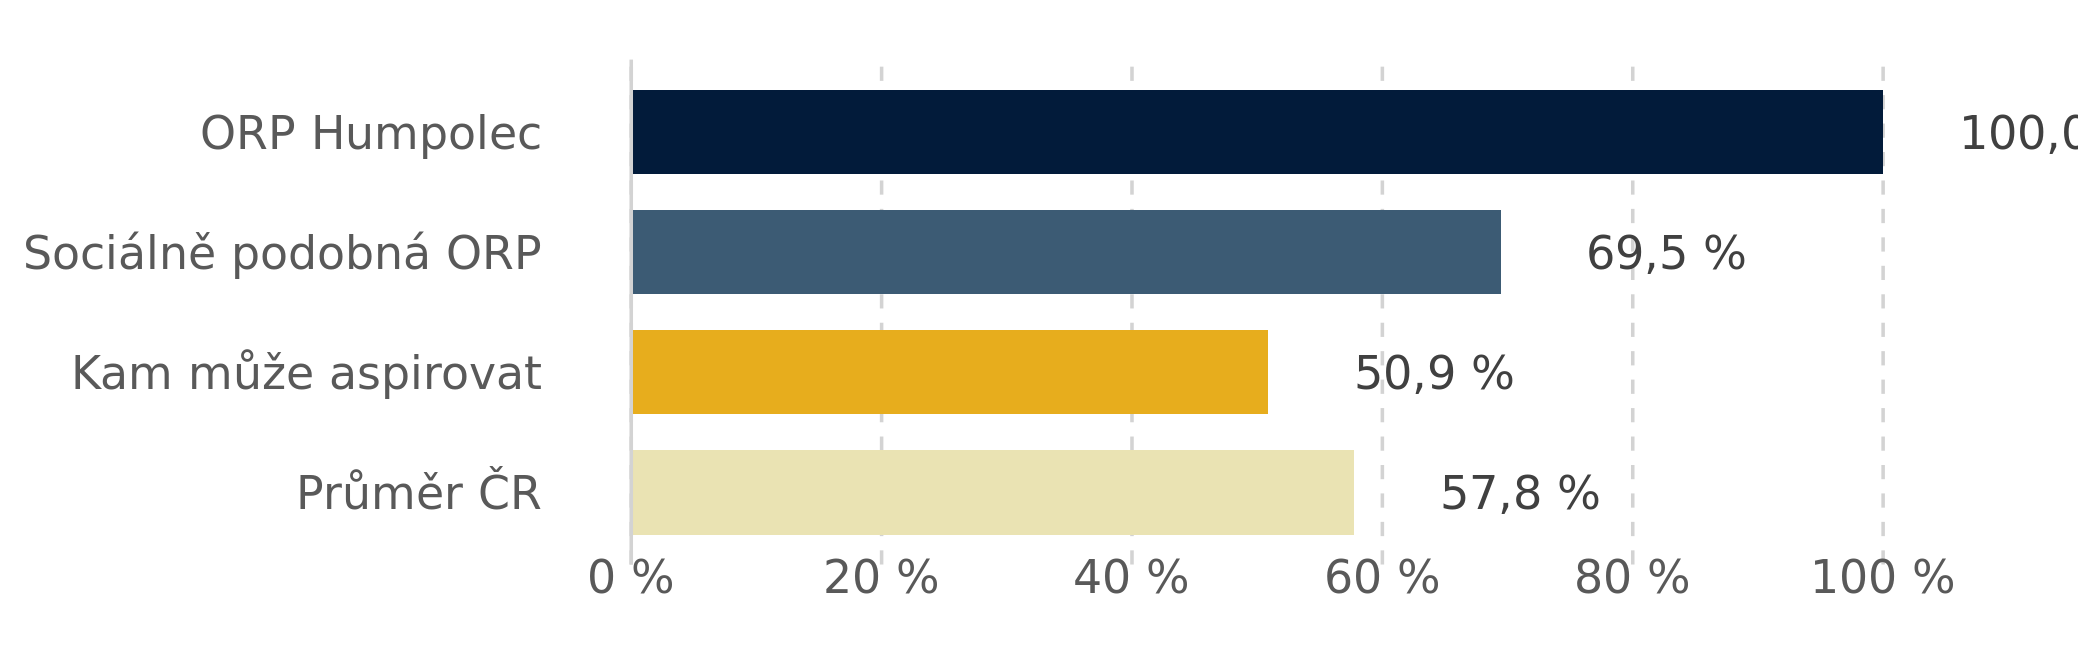 ORP Humpolec 100,0
Sociálně podobná ORP 69,5 %
Kam může aspirovat 50,9 %
Průměr ČR 57,8 %
0 % 20 % 40 % 60 % 80 % 100 %